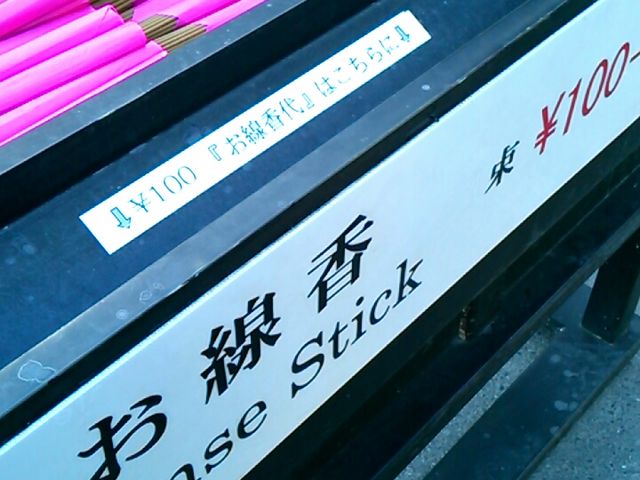 ⇩¥100『お線香代』はこちらに⇩
お線香 束 ¥100-
nse Stick